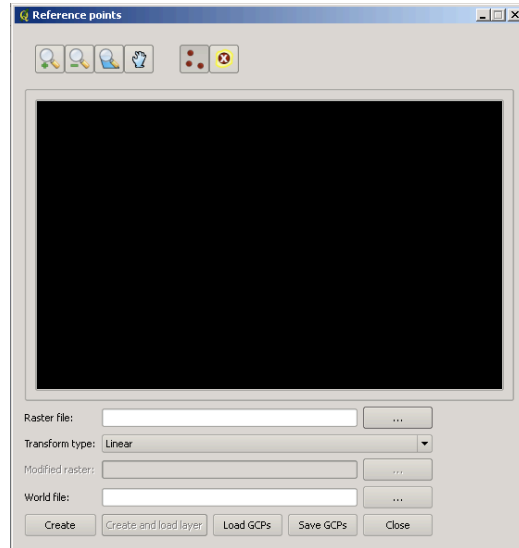 Reference points
Raster file:
...
Transform type: Linear
Modified raster:
...
World file:
...
Create
Create and load layer
Load GCPs
Save GCPs
Close